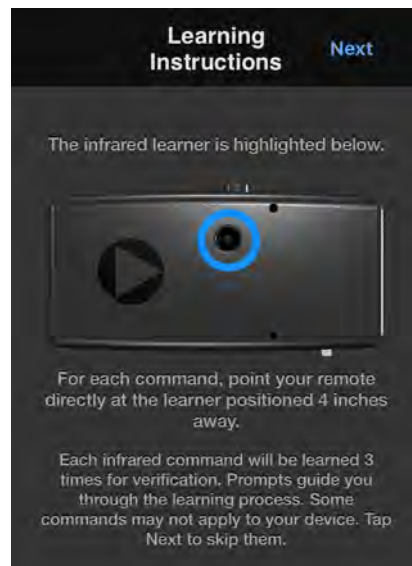 Learning
Instructions
Next
The infrared learner is highlighted below.
For each command, point your remote
directly at the learner positioned 4 inches
away.
Each infrared command will be learned 3
times for verification. Prompts guide you
through the learning process. Some
commands may not apply to your device. Tap
Next to skip them.